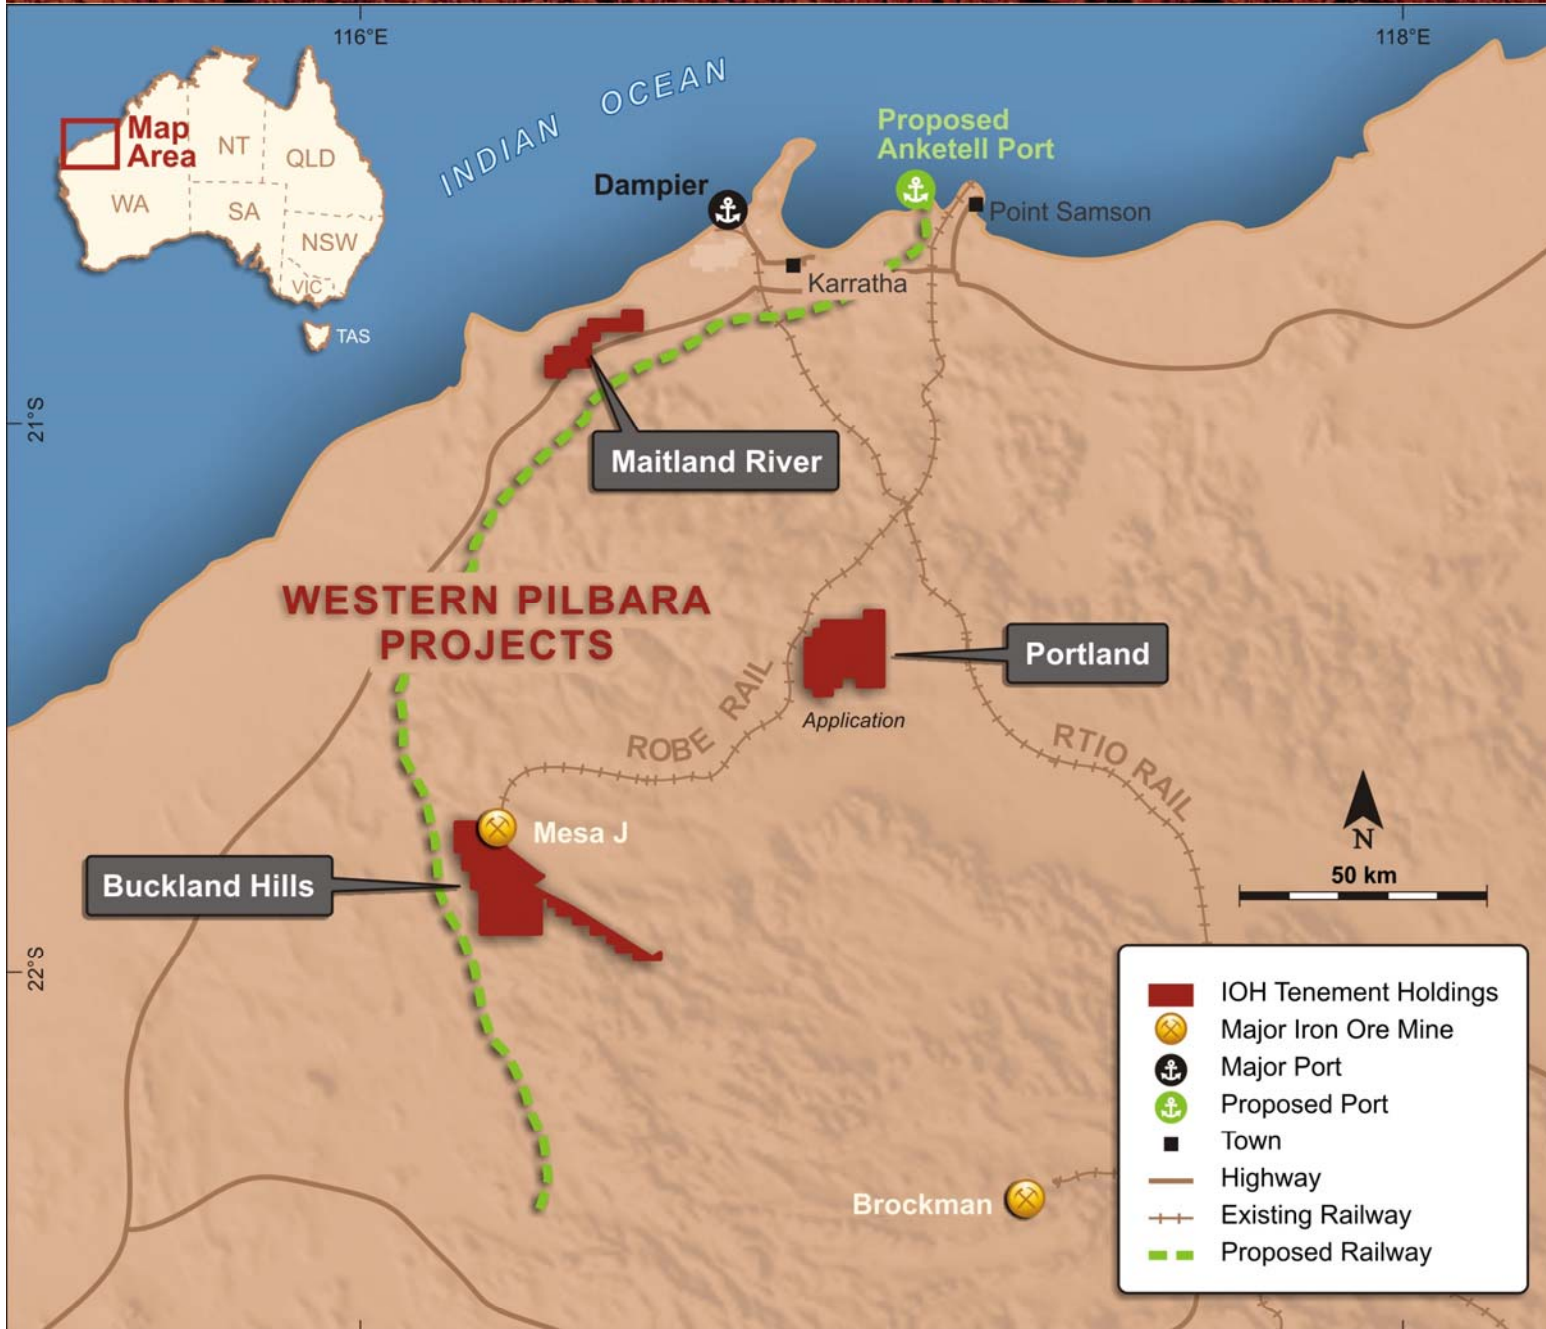 116°E
118°E
INDIAN OCEAN
Map
Area
NT
QLD
WA
SA
NSW
VIC
TAS
Proposed
Anketell Port
Dampier
Point Samson
Karratha
21°S
Maitland River
WESTERN PILBARA
PROJECTS
Portland
Application
ROBE RAIL
RTIO RAIL
Mesa J
Buckland Hills
N
50 km
22°S
Brockman
IOH Tenement Holdings
Major Iron Ore Mine
Major Port
Proposed Port
Town
Highway
Existing Railway
Proposed Railway